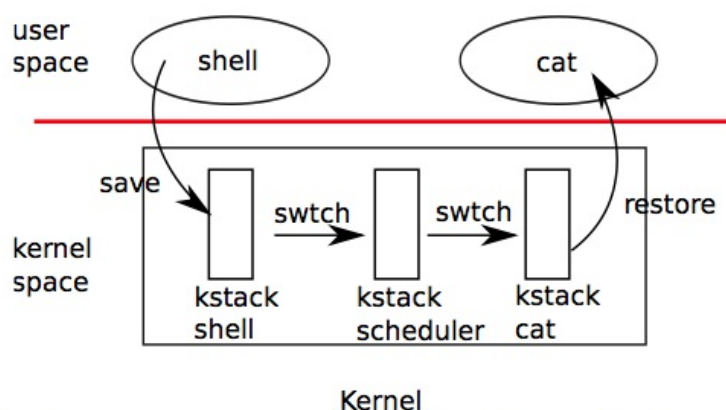 user
space
shell
cat
save
swtch
swtch
restore
kernel
space
kstack
shell
kstack
scheduler
kstack
cat
Kernel